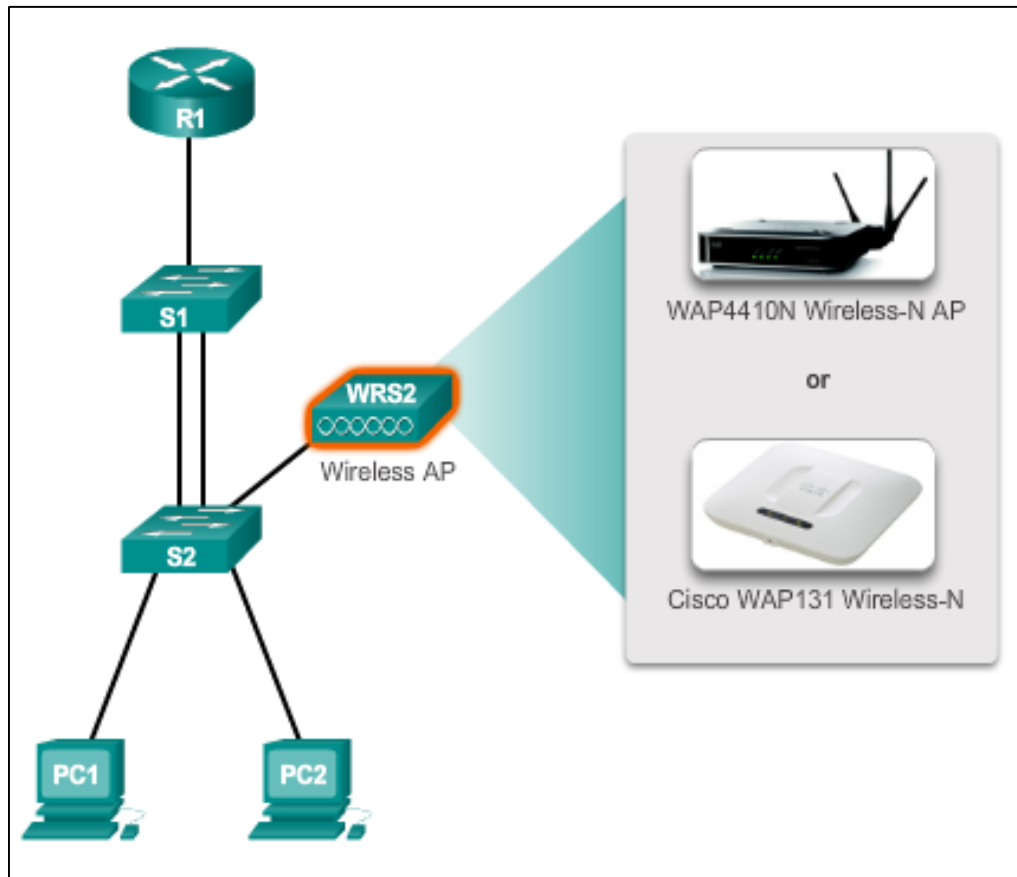 R1
S1
WRS2
Wireless AP
S2
PC1
PC2
WAP4410N Wireless-N AP
or
Cisco WAP131 Wireless-N